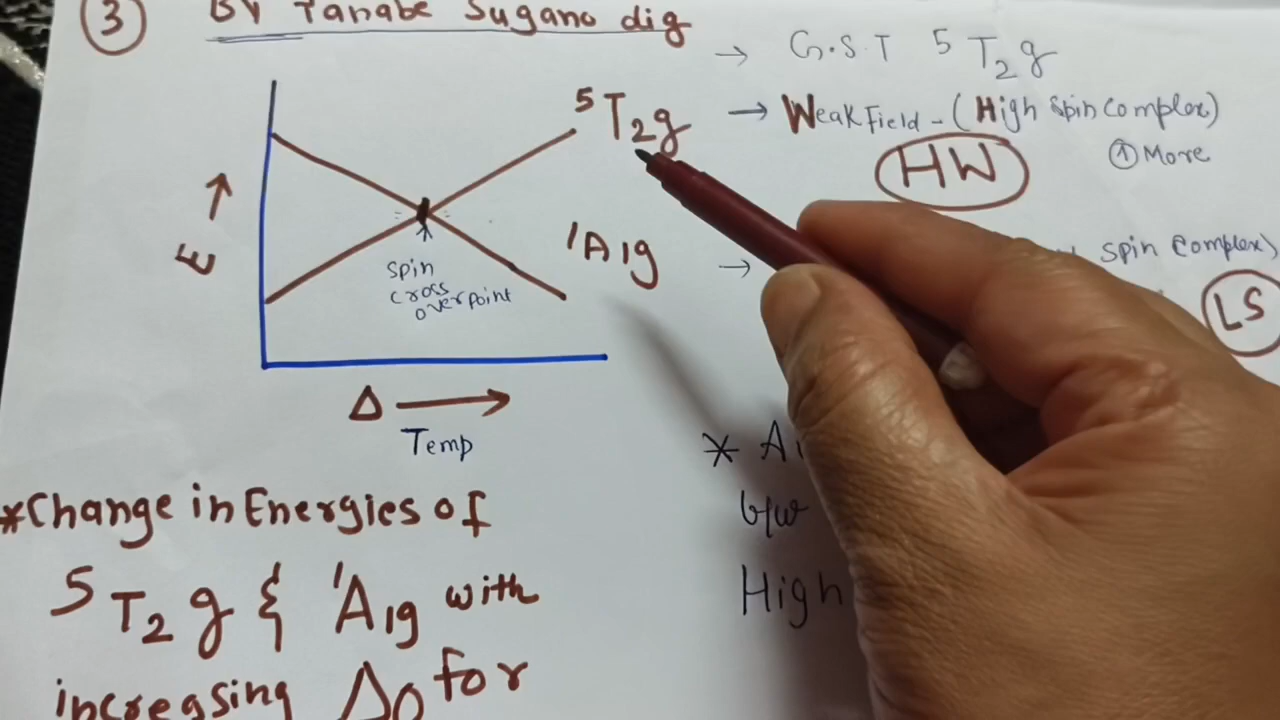 3 By Tanabe Sugano dig
→ G.S.T ⁵T₂g
⁵T₂g → Weak Field - (High Spin Complex)
HW
① More
E →
¹A1g →
spin complex)
LS
spin
cross
overpoint
Δ →
Temp
* 
b/w
High
*Change in Energies of
⁵T₂g & ¹A1g with
increasing Δo for